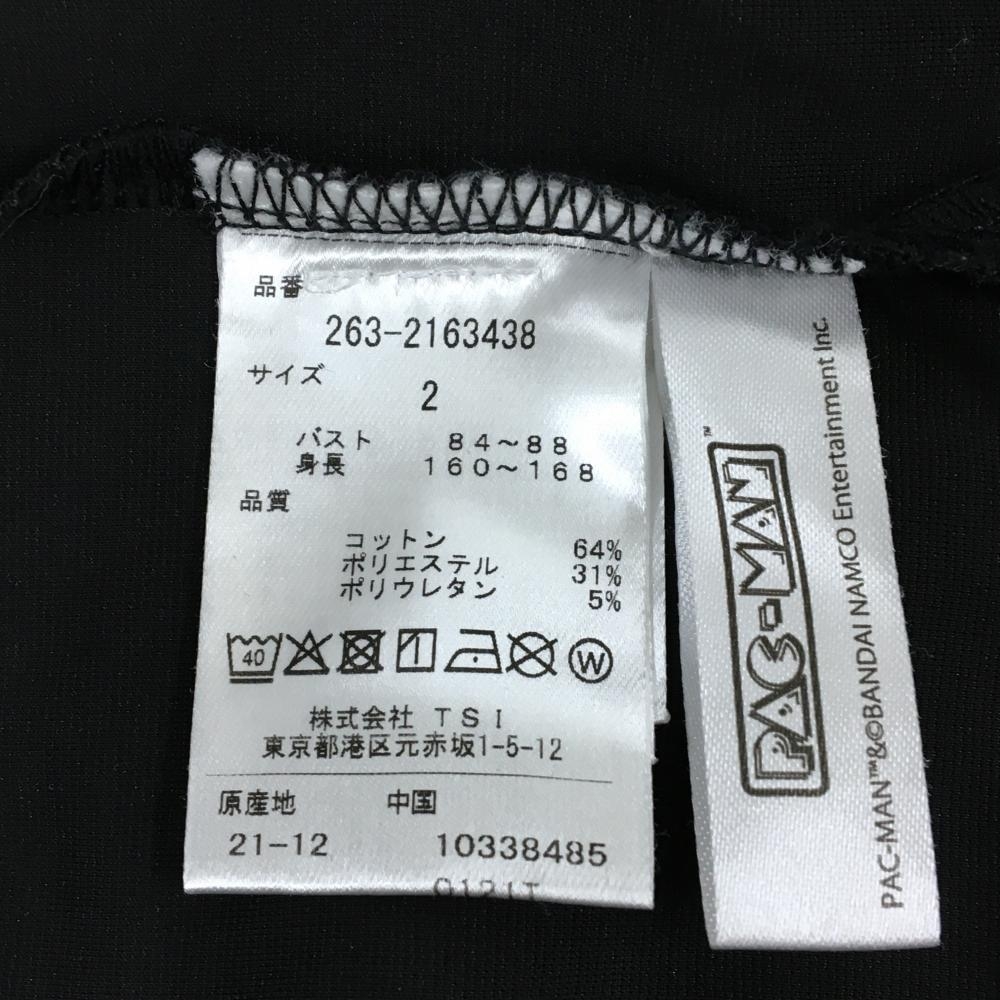 品番
263-2163438
サイズ
2
バスト 84~88
身長 160~168
品質
コットン 64%
ポリエステル 31%
ポリウレタン 5%
40
W
株式会社 TSI
東京都港区元赤坂1-5-12
原産地 中国
21-12 10338485
PAC-MAN™
PAC-MAN™&©BANDAI NAMCO Entertainment Inc.